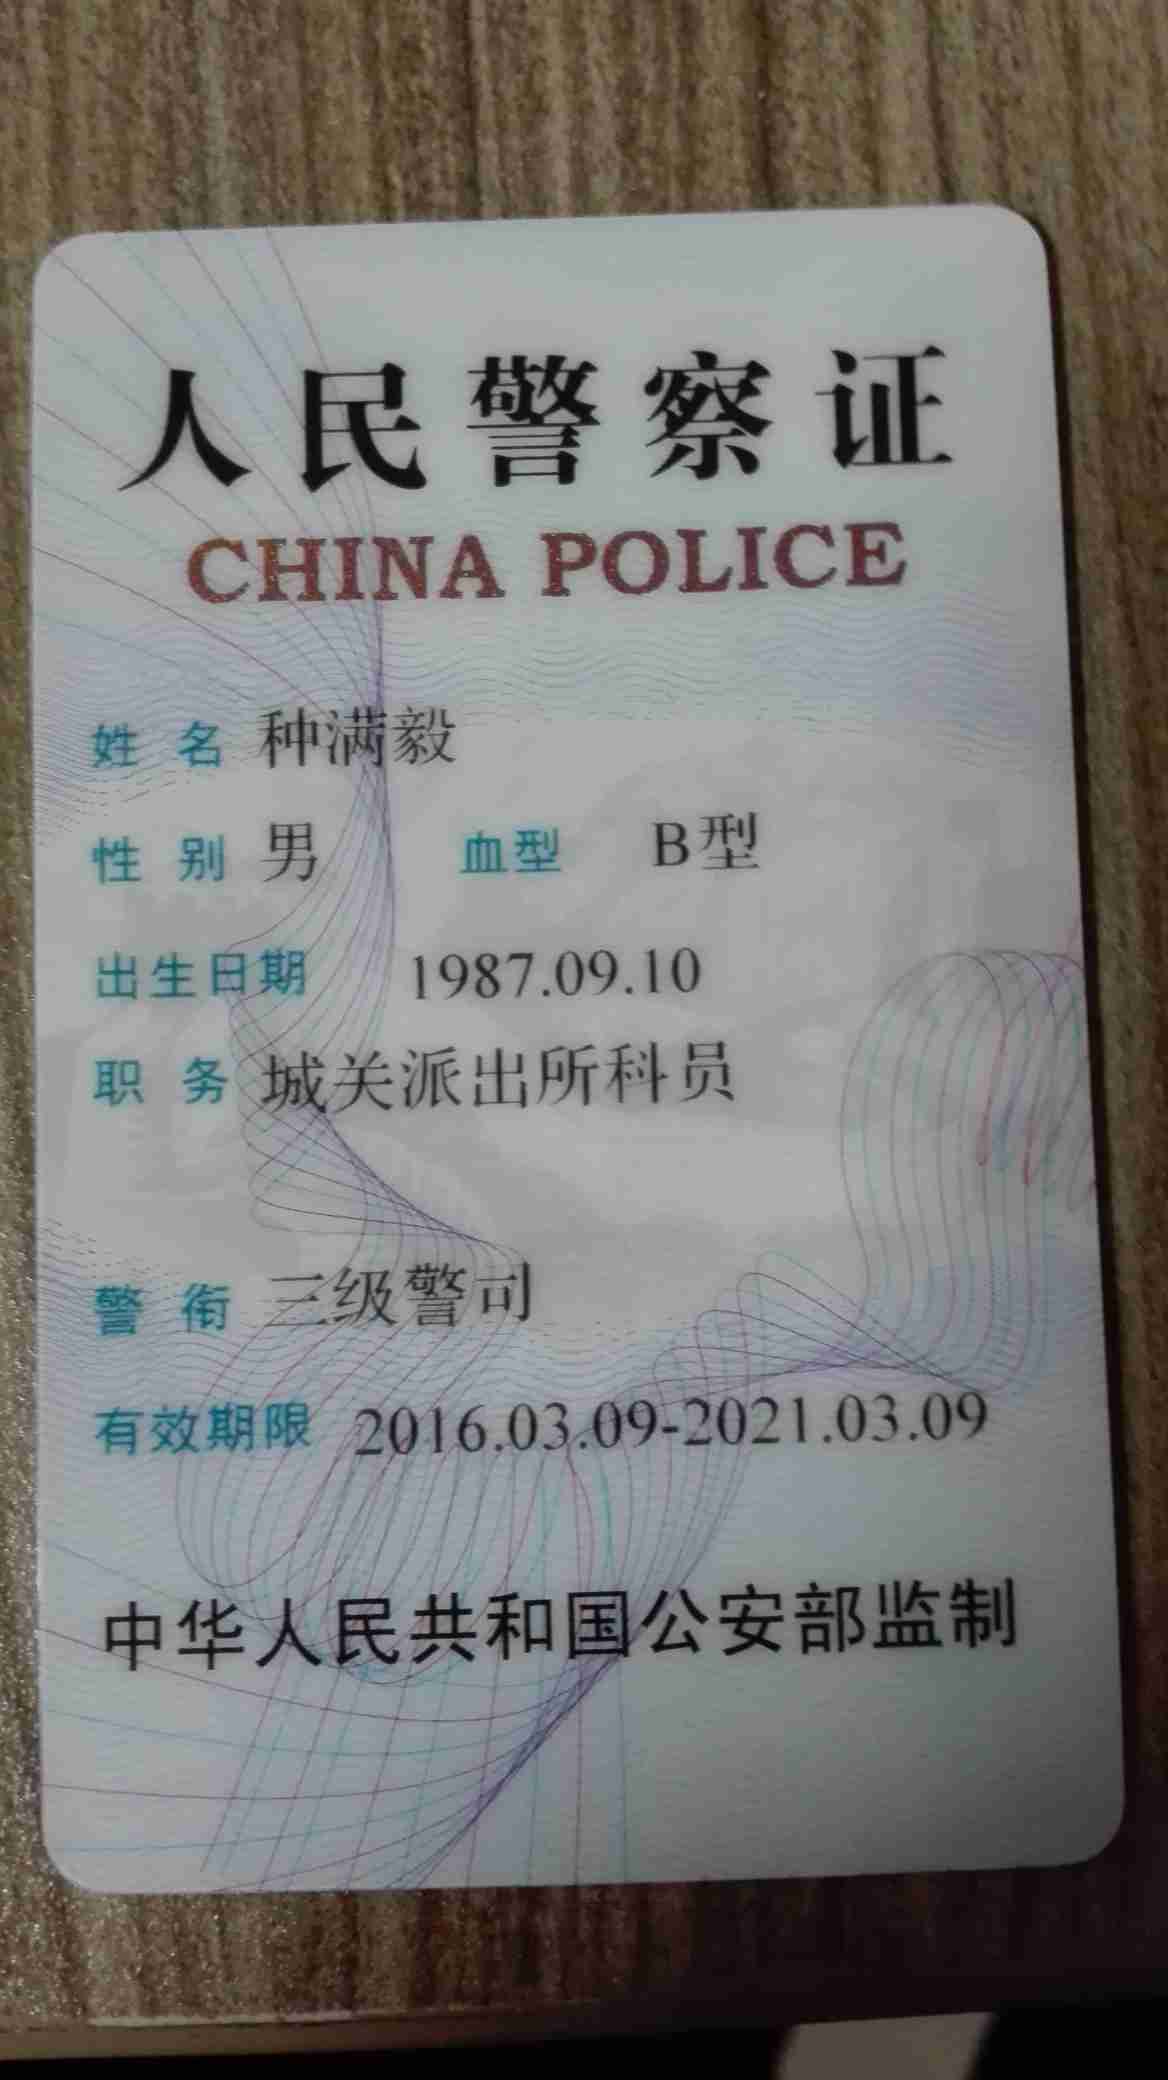 人民警察证
CHINA POLICE
姓 名 种满毅
性 别 男 血型 B型
出生日期 1987.09.10
职 务 城关派出所科员
警 衔 三级警司
有效期限 2016.03.09-2021.03.09
中华人民共和国公安部监制